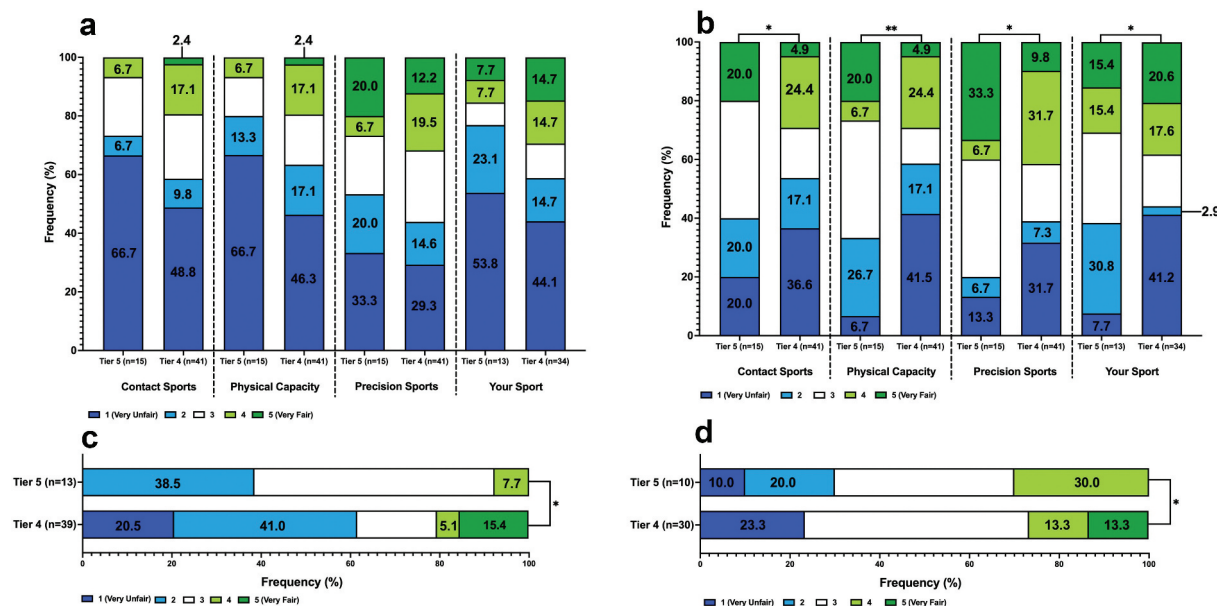 a
2.4 2.4
100 80 60 40 20 0
Frequency (%)
6.7 6.7 66.7
17.1 9.8 48.8
6.7 13.3 66.7
17.1 17.1 46.3
20.0 6.7 20.0 33.3
12.2 19.5 14.6 29.3
7.7 7.7 23.1 53.8
14.7 14.7 14.7 44.1
Tier 5 (n=15) Tier 4 (n=41) Tier 5 (n=15) Tier 4 (n=41) Tier 5 (n=15) Tier 4 (n=41) Tier 5 (n=13) Tier 4 (n=34)
Contact Sports Physical Capacity Precision Sports Your Sport
1 (Very Unfair) 2 3 4 5 (Very Fair)
b
* ** * *
100 80 60 40 20 0
Frequency (%)
20.0 20.0 20.0
4.9 24.4 17.1 36.6
20.0 6.7 26.7 6.7
4.9 24.4 17.1 41.5
33.3 6.7 6.7 13.3
9.8 31.7 7.3 31.7
15.4 15.4 30.8 7.7
20.6 17.6 2.9 41.2
Tier 5 (n=15) Tier 4 (n=41) Tier 5 (n=15) Tier 4 (n=41) Tier 5 (n=15) Tier 4 (n=41) Tier 5 (n=13) Tier 4 (n=34)
Contact Sports Physical Capacity Precision Sports Your Sport
1 (Very Unfair) 2 3 4 5 (Very Fair)
c
Tier 5 (n=13) 38.5 7.7
*
Tier 4 (n=39) 20.5 41.0 5.1 15.4
0 20 40 60 80 100
Frequency (%)
1 (Very Unfair) 2 3 4 5 (Very Fair)
d
Tier 5 (n=10) 10.0 20.0 30.0
*
Tier 4 (n=30) 23.3 13.3 13.3
0 20 40 60 80 100
Frequency (%)
1 (Very Unfair) 2 3 4 5 (Very Fair)